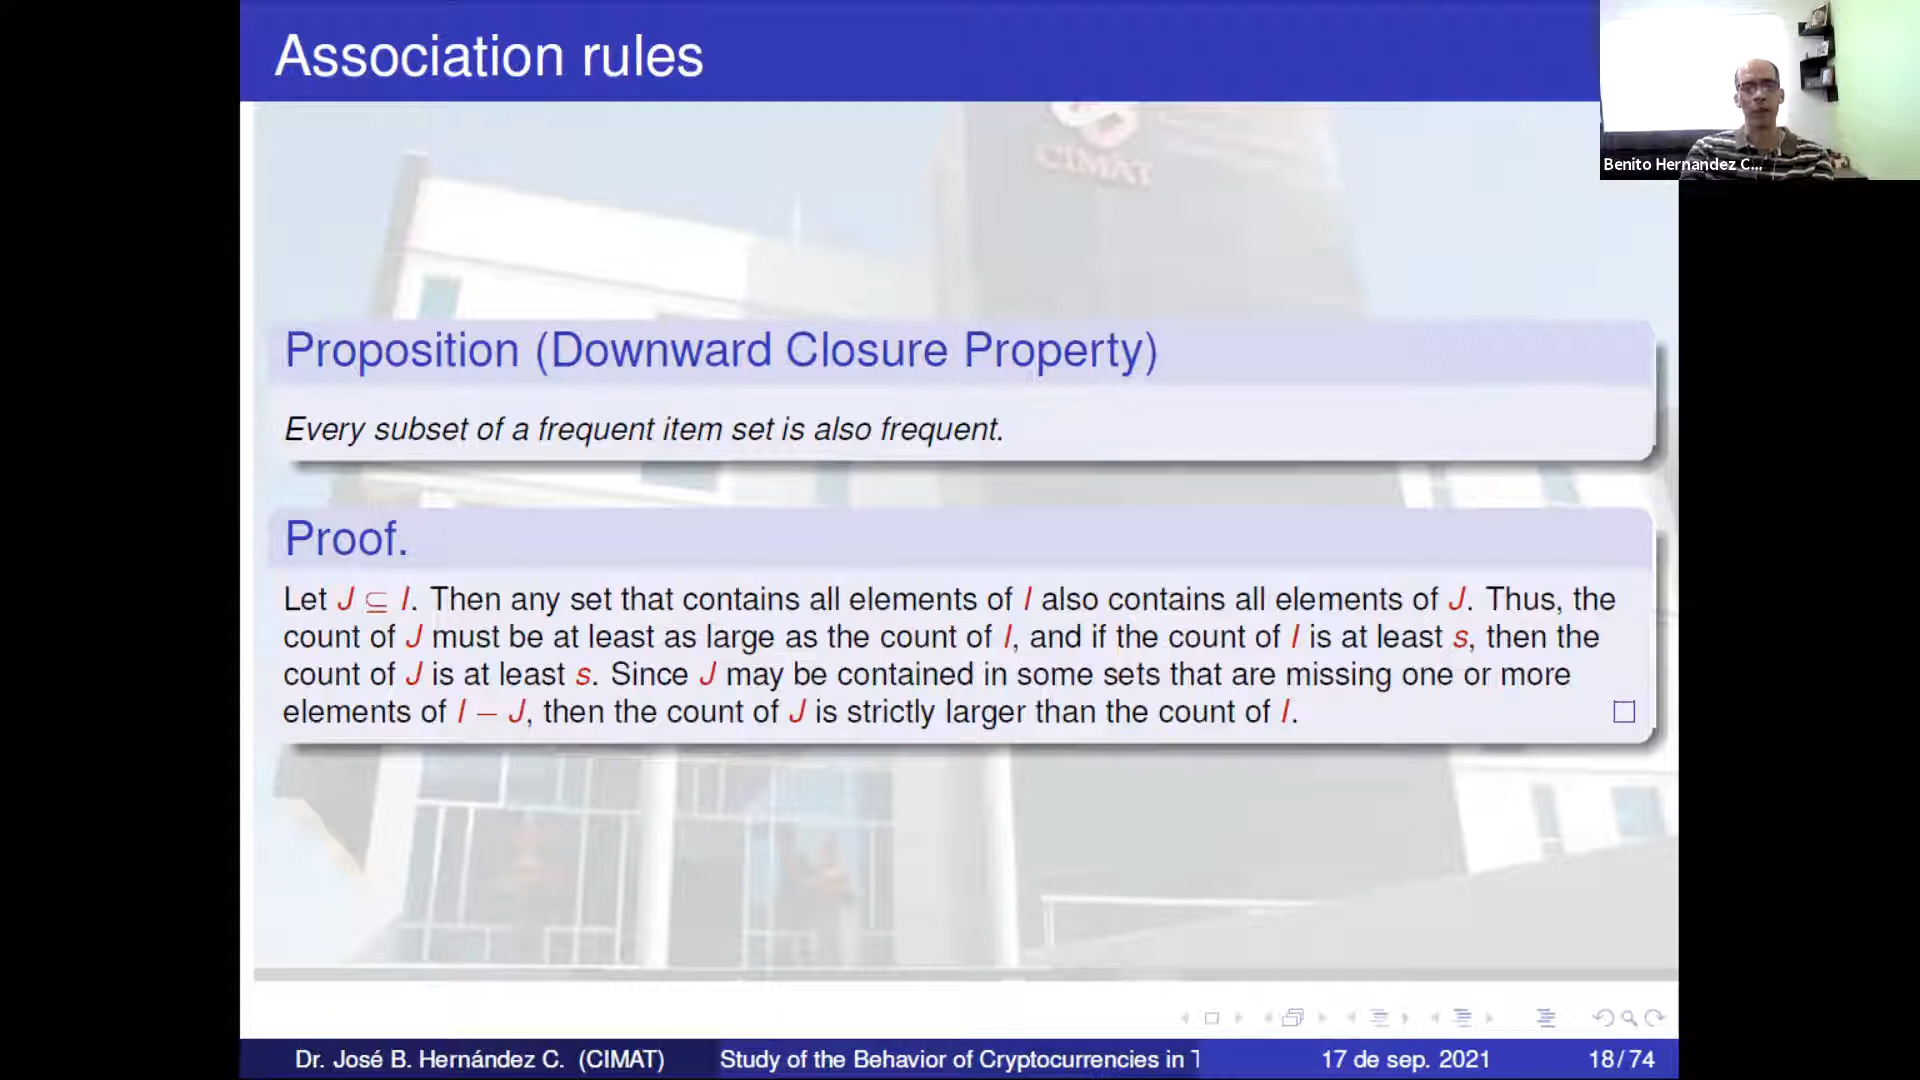 Association rules
CIMAT
Benito Hernandez C...
Proposition (Downward Closure Property)
Every subset of a frequent item set is also frequent.
Proof.
Let J ⊆ I. Then any set that contains all elements of I also contains all elements of J. Thus, the
count of J must be at least as large as the count of I, and if the count of I is at least s, then the
count of J is at least s. Since J may be contained in some sets that are missing one or more
elements of I − J, then the count of J is strictly larger than the count of I.
Dr. José B. Hernández C. (CIMAT)
Study of the Behavior of Cryptocurrencies in T
17 de sep. 2021
18 / 74